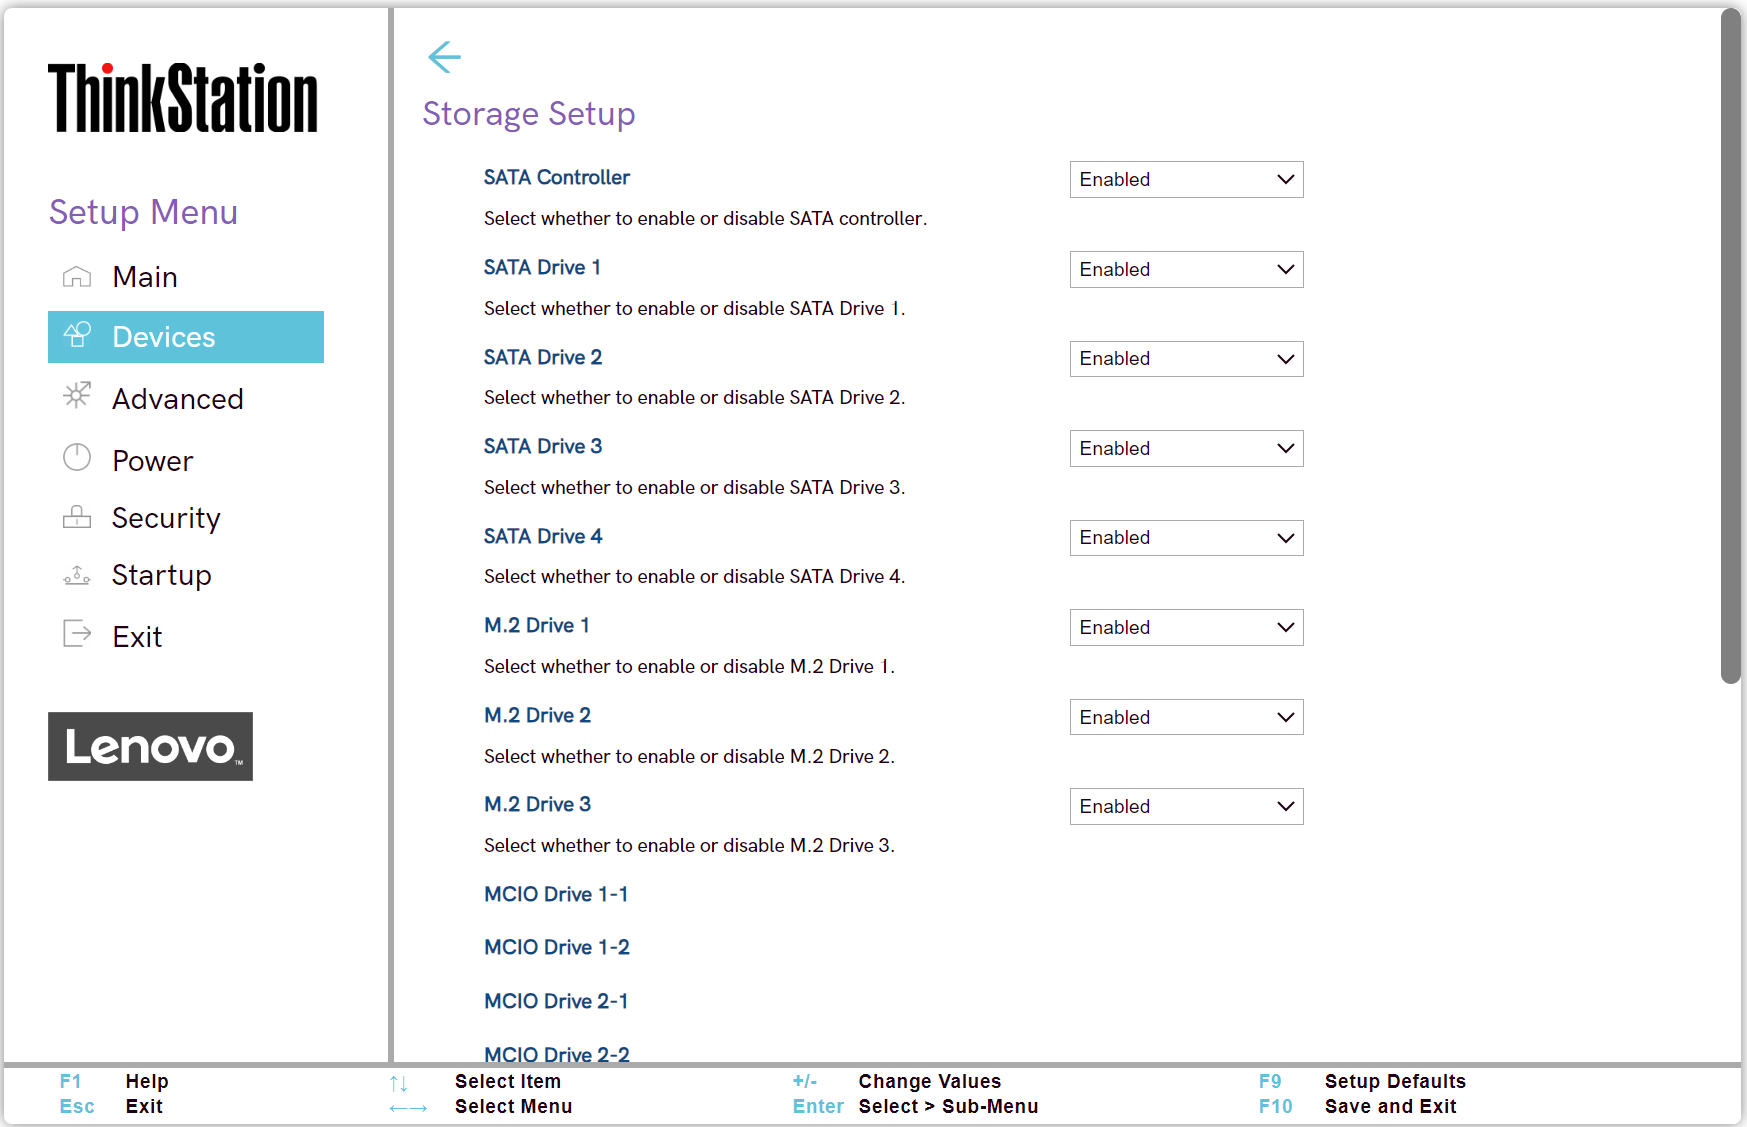 ThinkStation
Setup Menu
Main
Devices
Advanced
Power
Security
Startup
Exit
Lenovo™
Storage Setup
SATA Controller
Enabled
Select whether to enable or disable SATA controller.
SATA Drive 1
Enabled
Select whether to enable or disable SATA Drive 1.
SATA Drive 2
Enabled
Select whether to enable or disable SATA Drive 2.
SATA Drive 3
Enabled
Select whether to enable or disable SATA Drive 3.
SATA Drive 4
Enabled
Select whether to enable or disable SATA Drive 4.
M.2 Drive 1
Enabled
Select whether to enable or disable M.2 Drive 1.
M.2 Drive 2
Enabled
Select whether to enable or disable M.2 Drive 2.
M.2 Drive 3
Enabled
Select whether to enable or disable M.2 Drive 3.
MCIO Drive 1-1
MCIO Drive 1-2
MCIO Drive 2-1
MCIO Drive 2-2
F1 Help ↑↓ Select Item +/- Change Values F9 Setup Defaults
Esc Exit ←→ Select Menu Enter Select > Sub-Menu F10 Save and Exit